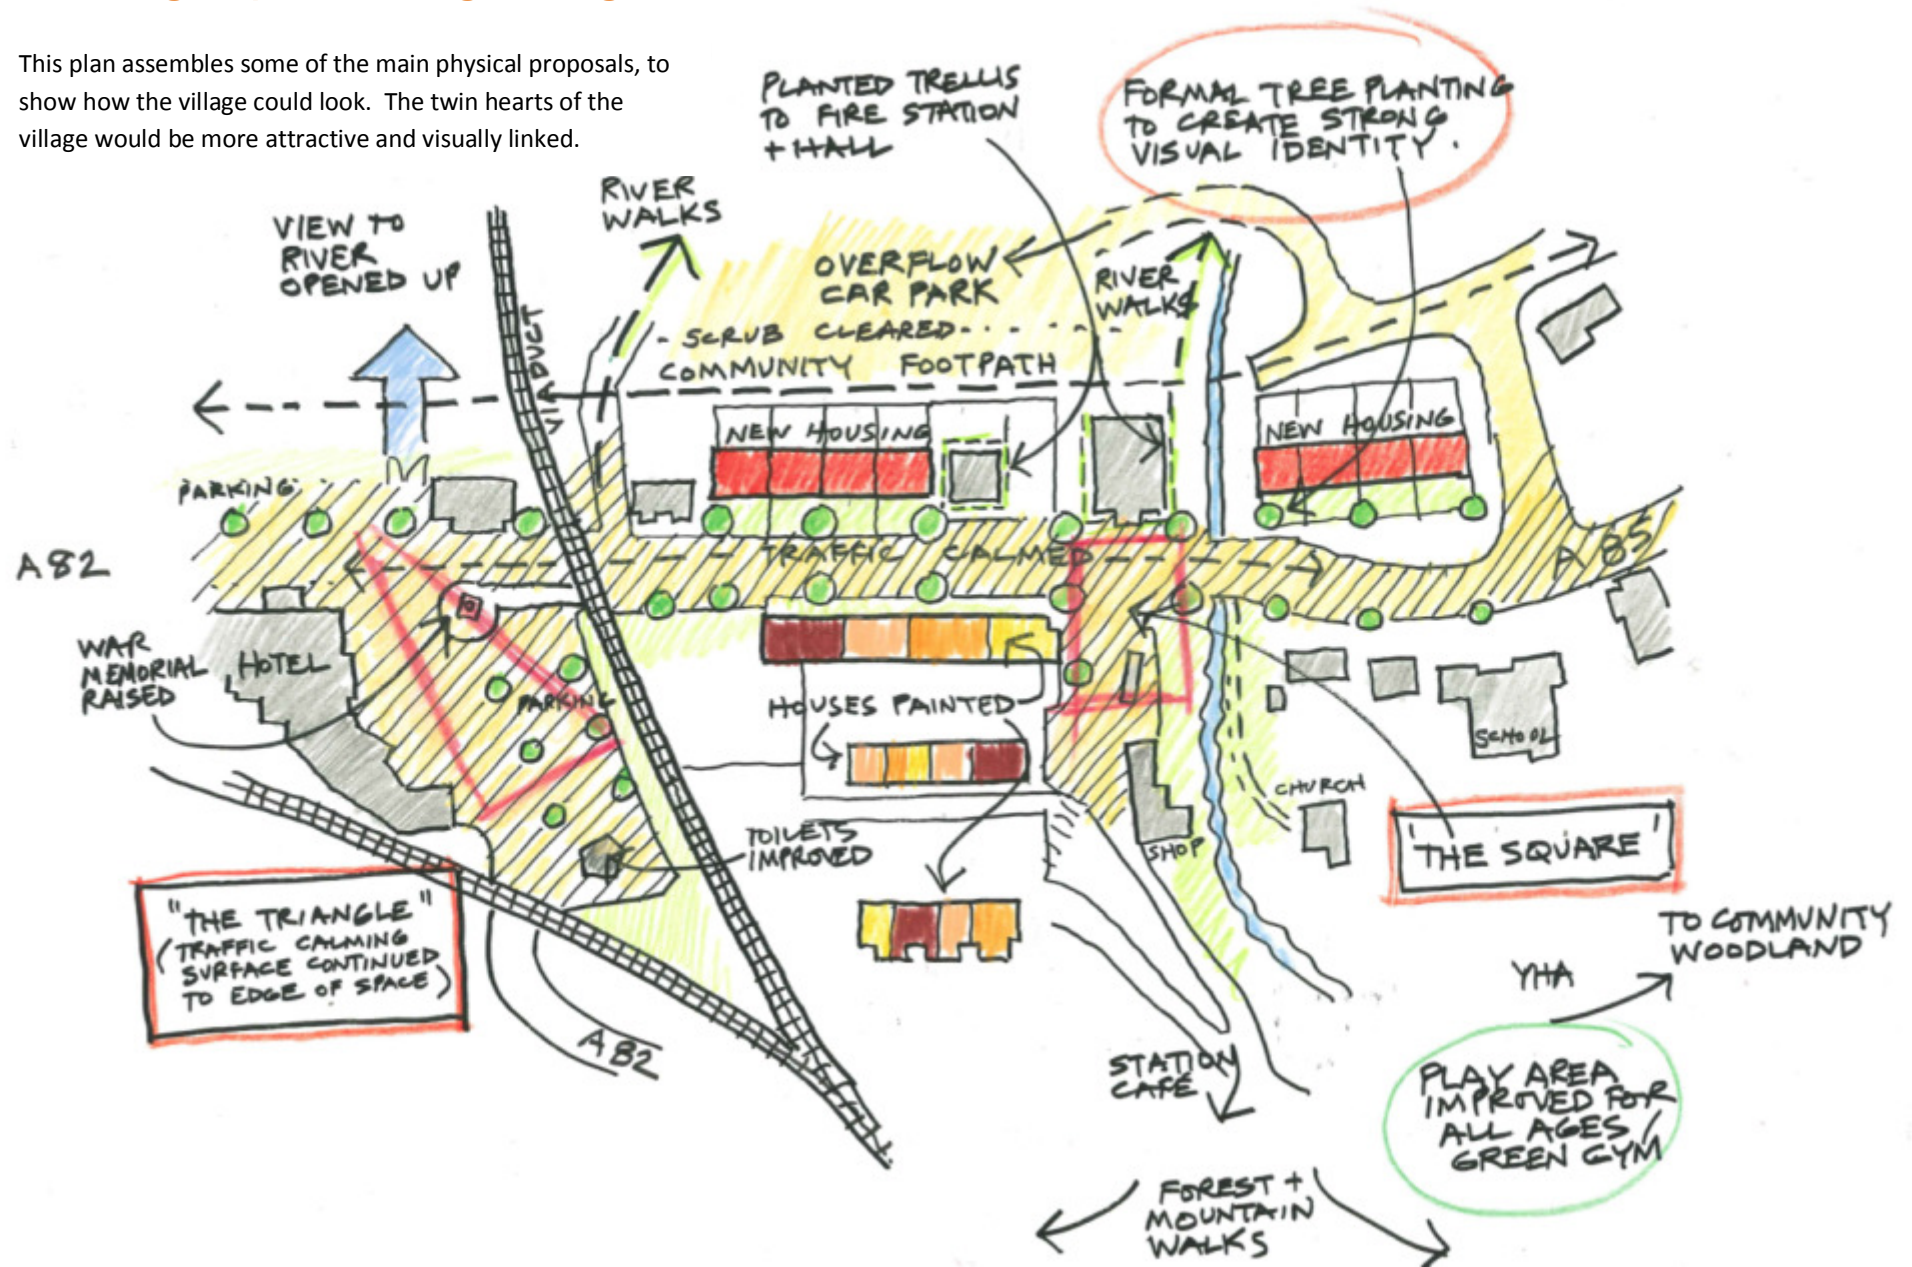 This plan assembles some of the main physical proposals, to
show how the village could look.  The twin hearts of the
village would be more attractive and visually linked.
PLANTED TRELLIS
TO FIRE STATION
+ HALL
FORMAL TREE PLANTING
TO CREATE STRONG
VISUAL IDENTITY.
RIVER
WALKS
VIEW TO
RIVER
OPENED UP
OVERFLOW
CAR PARK
RIVER
WALKS
VIADUCT
- SCRUB CLEARED - . . -
COMMUNITY FOOTPATH
NEW HOUSING
NEW HOUSING
PARKING
A82
TRAFFIC CALMED
A 85
WAR
MEMORIAL
RAISED
HOTEL
PARKING
HOUSES PAINTED
SCHOOL
CHURCH
TOILETS
IMPROVED
SHOP
'THE SQUARE'
"THE TRIANGLE"
(TRAFFIC CALMING
SURFACE CONTINUED
TO EDGE OF SPACE)
TO COMMUNITY
WOODLAND
YHA
A82
STATION
CAFÉ
PLAY AREA
IMPROVED FOR
ALL AGES /
GREEN GYM
FOREST +
MOUNTAIN
WALKS